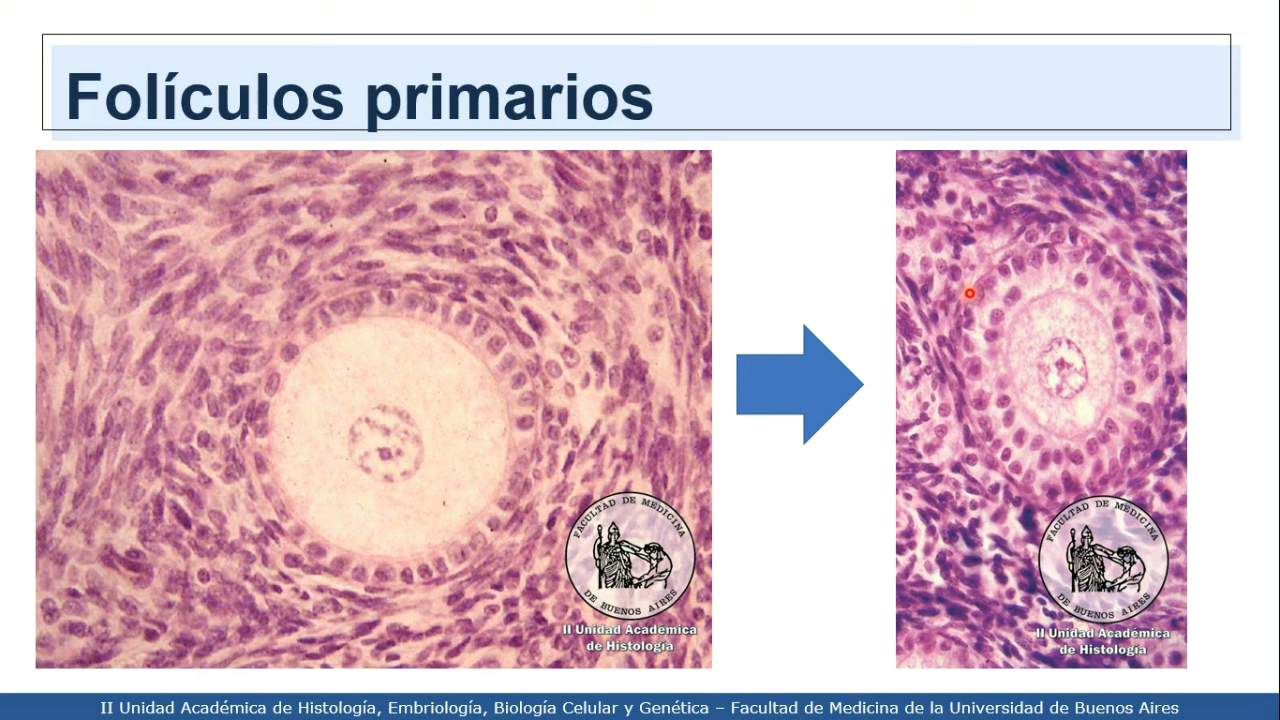 Folículos primarios
FACULTAD DE MEDICINA
DE BUENOS AIRES
II Unidad Académica
de Histología
FACULTAD DE MEDICINA
DE BUENOS AIRES
II Unidad Académica
de Histología
II Unidad Académica de Histología, Embriología, Biología Celular y Genética – Facultad de Medicina de la Universidad de Buenos Aires